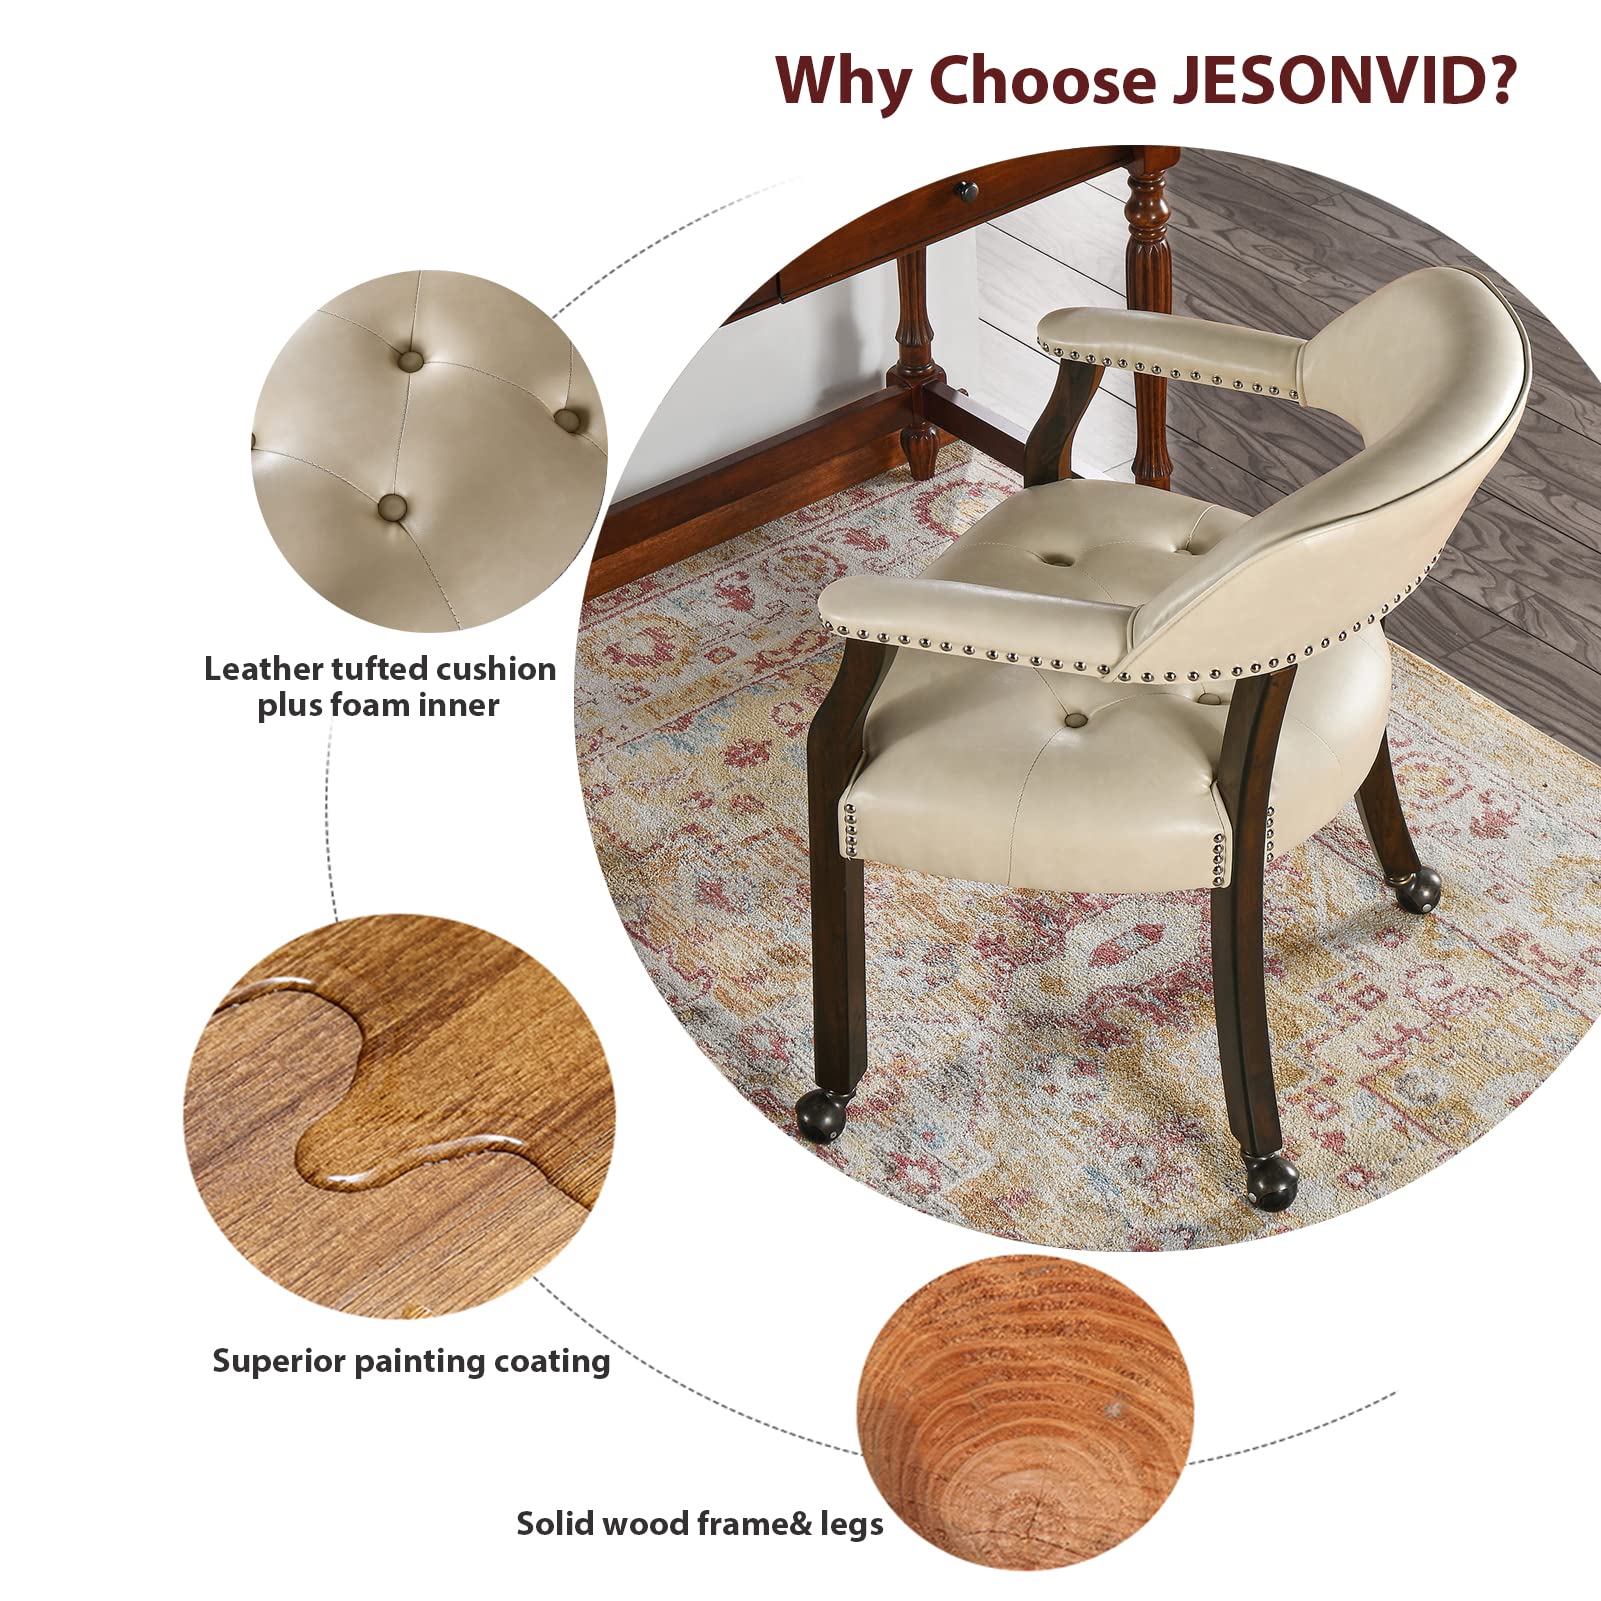 Why Choose JESONVID?
Leather tufted cushion
plus foam inner
Superior painting coating
Solid wood frame& legs